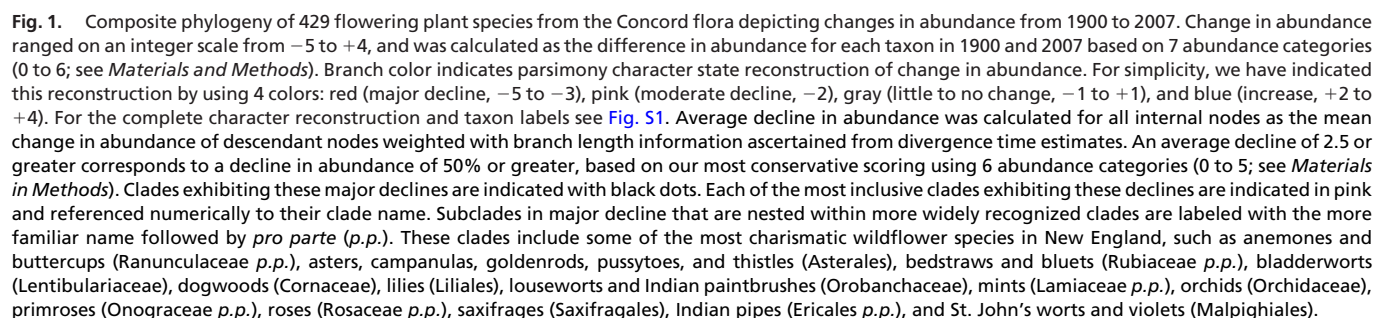 Fig. 1. Composite phylogeny of 429 flowering plant species from the Concord flora depicting changes in abundance from 1900 to 2007. Change in abundance
ranged on an integer scale from −5 to +4, and was calculated as the difference in abundance for each taxon in 1900 and 2007 based on 7 abundance categories
(0 to 6; see Materials and Methods). Branch color indicates parsimony character state reconstruction of change in abundance. For simplicity, we have indicated
this reconstruction by using 4 colors: red (major decline, −5 to −3), pink (moderate decline, −2), gray (little to no change, −1 to +1), and blue (increase, +2 to
+4). For the complete character reconstruction and taxon labels see Fig. S1. Average decline in abundance was calculated for all internal nodes as the mean
change in abundance of descendant nodes weighted with branch length information ascertained from divergence time estimates. An average decline of 2.5 or
greater corresponds to a decline in abundance of 50% or greater, based on our most conservative scoring using 6 abundance categories (0 to 5; see Materials
in Methods). Clades exhibiting these major declines are indicated with black dots. Each of the most inclusive clades exhibiting these declines are indicated in pink
and referenced numerically to their clade name. Subclades in major decline that are nested within more widely recognized clades are labeled with the more
familiar name followed by pro parte (p.p.). These clades include some of the most charismatic wildflower species in New England, such as anemones and
buttercups (Ranunculaceae p.p.), asters, campanulas, goldenrods, pussytoes, and thistles (Asterales), bedstraws and bluets (Rubiaceae p.p.), bladderworts
(Lentibulariaceae), dogwoods (Cornaceae), lilies (Liliales), louseworts and Indian paintbrushes (Orobanchaceae), mints (Lamiaceae p.p.), orchids (Orchidaceae),
primroses (Onograceae p.p.), roses (Rosaceae p.p.), saxifrages (Saxifragales), Indian pipes (Ericales p.p.), and St. John's worts and violets (Malpighiales).